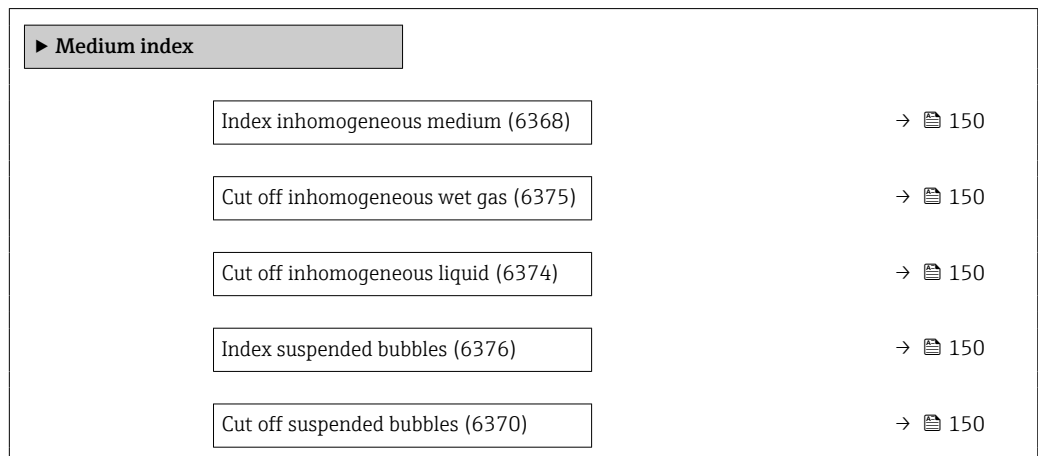 ▶ Medium index
Index inhomogeneous medium (6368) → 150
Cut off inhomogeneous wet gas (6375) → 150
Cut off inhomogeneous liquid (6374) → 150
Index suspended bubbles (6376) → 150
Cut off suspended bubbles (6370) → 150